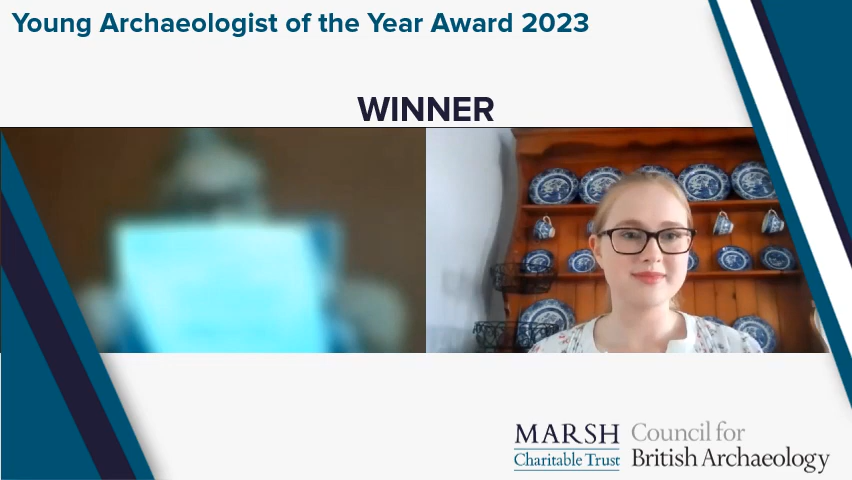 Young Archaeologist of the Year Award 2023
WINNER
MARSH
Charitable Trust
Council for
British Archaeology